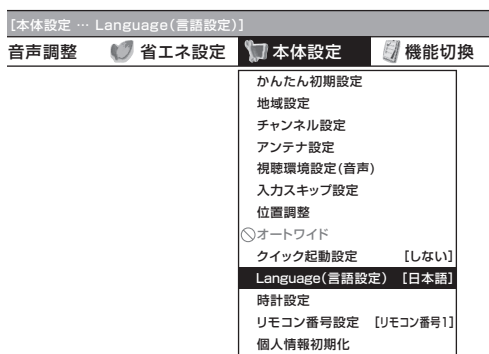 [本体設定 … Language(言語設定)]
音声調整 省エネ設定 本体設定 機能切換
かんたん初期設定
地域設定
チャンネル設定
アンテナ設定
視聴環境設定(音声)
入力スキップ設定
位置調整
オートワイド
クイック起動設定 [しない]
Language(言語設定) [日本語]
時計設定
リモコン番号設定 [リモコン番号1]
個人情報初期化